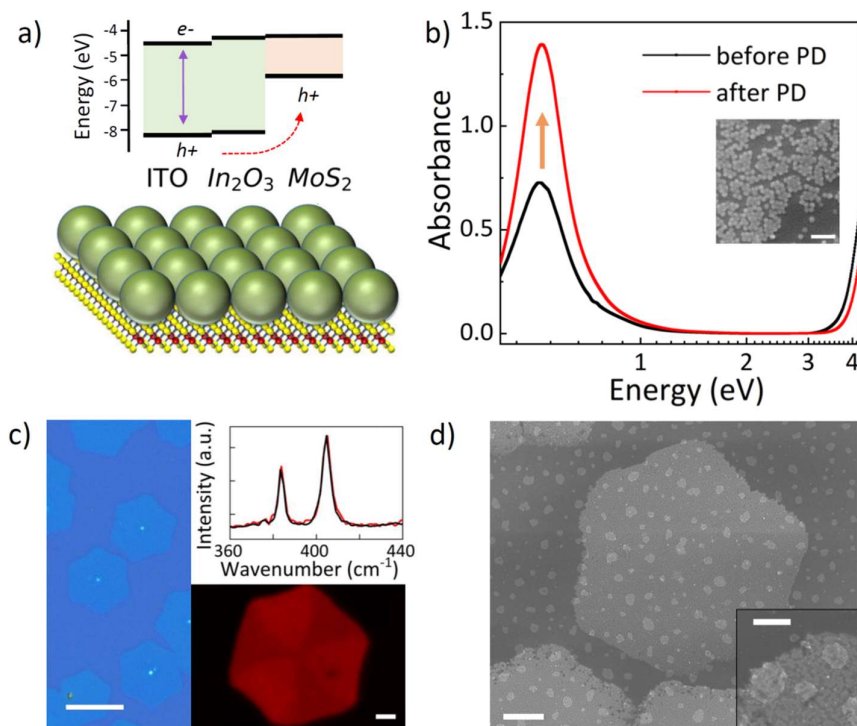 a)
Energy (eV)
-4
-5
-6
-7
-8
e-
h+
h+
ITO In₂O₃ MoS₂
b)
Absorbance
1.5
1.0
0.5
0.0
before PD
after PD
1 2 3 4
Energy (eV)
c)
Intensity (a.u.)
360 400 440
Wavenumber (cm⁻¹)
d)